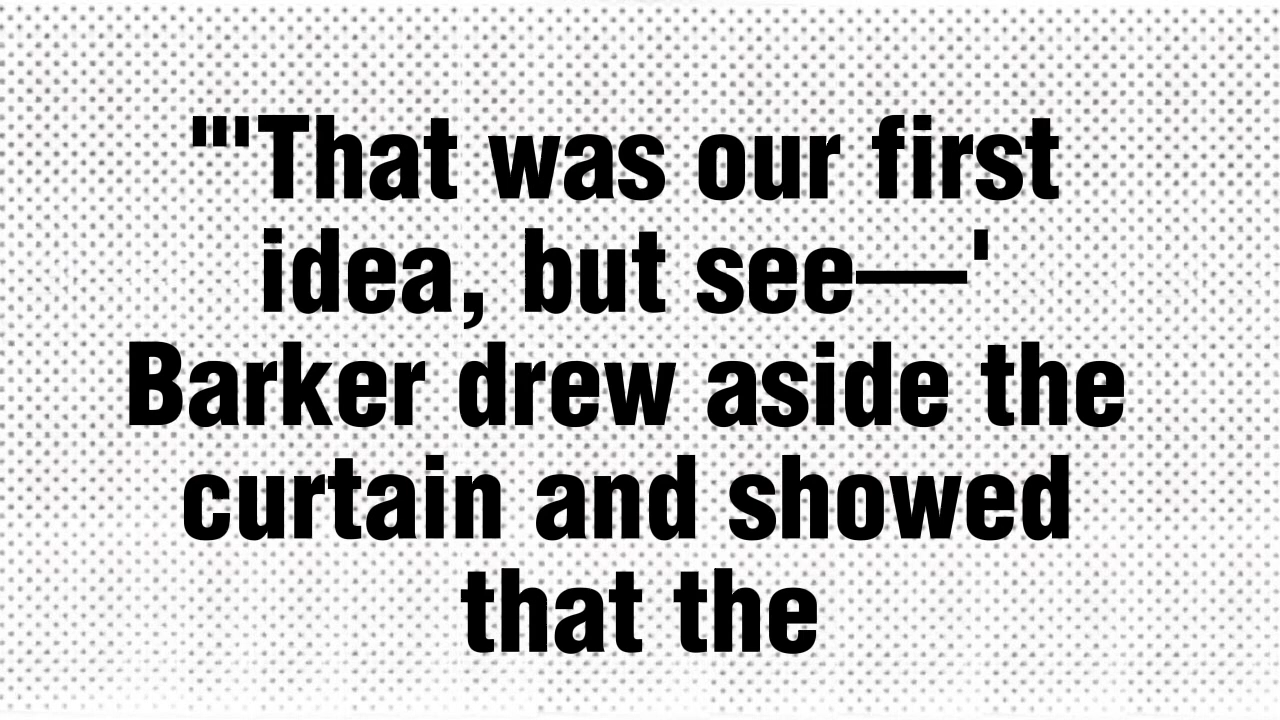 "'That was our first
idea, but see—'
Barker drew aside the
curtain and showed
that the